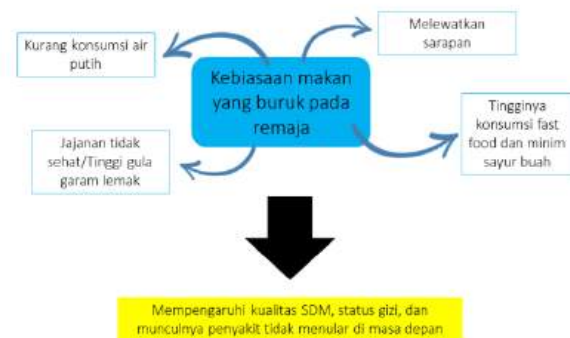 Kurang konsumsi air
putih
Melewatkan
sarapan
Kebiasaan makan
yang buruk pada
remaja
Jajanan tidak
sehat/Tinggi gula
garam lemak
Tingginya
konsumsi fast
food dan minim
sayur buah
Mempengaruhi kualitas SDM, status gizi, dan
munculnya penyakit tidak menular di masa depan